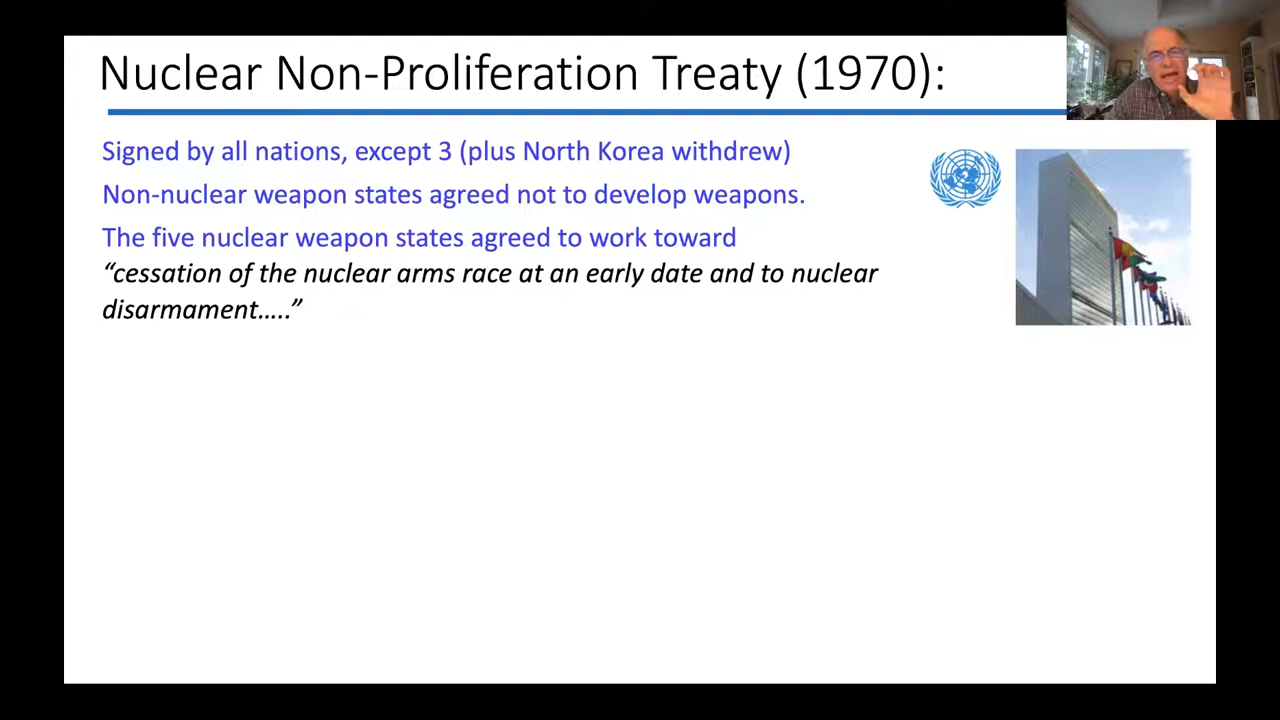 Nuclear Non-Proliferation Treaty (1970):
Signed by all nations, except 3 (plus North Korea withdrew)
Non-nuclear weapon states agreed not to develop weapons.
The five nuclear weapon states agreed to work toward
“cessation of the nuclear arms race at an early date and to nuclear
disarmament…..”